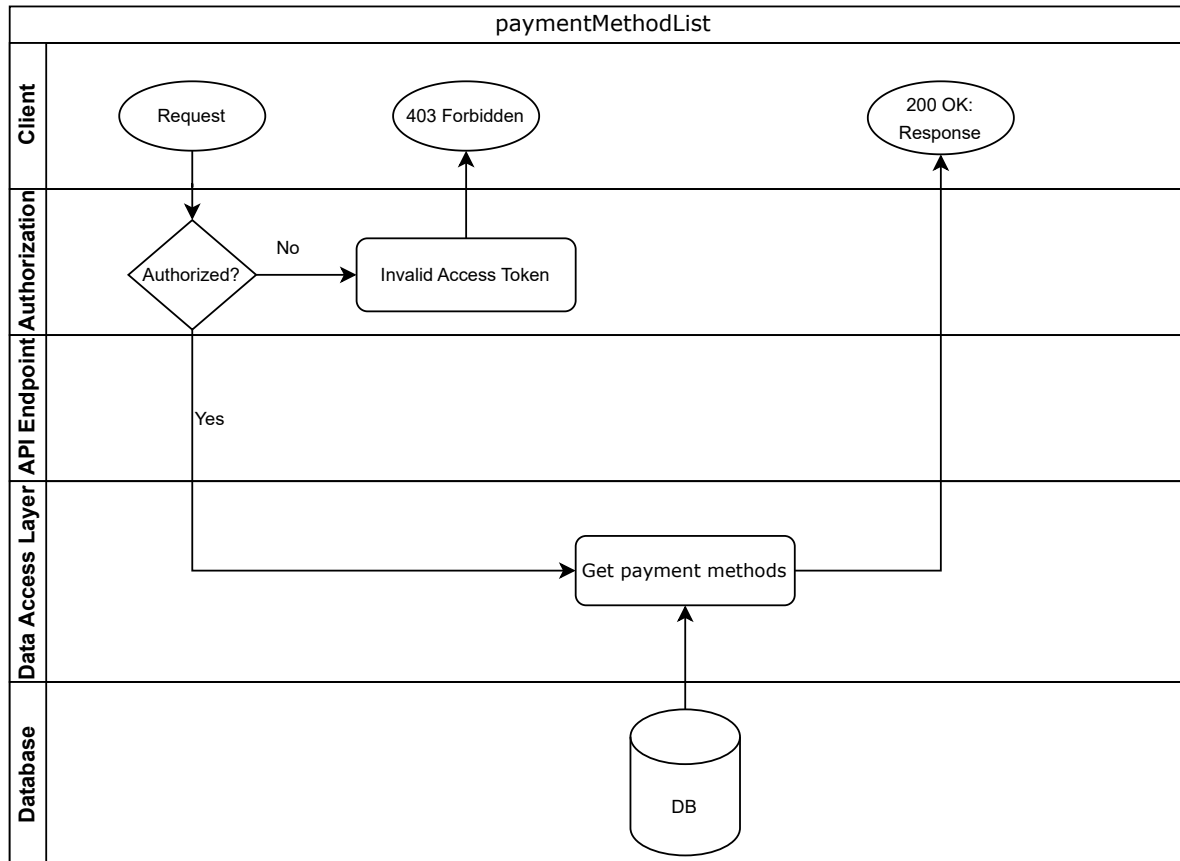 paymentMethodList
Client
Request
403 Forbidden
200 OK:
Response
Authorization
Authorized?
No
Invalid Access Token
API Endpoint
Yes
Data Access Layer
Get payment methods
Database
DB